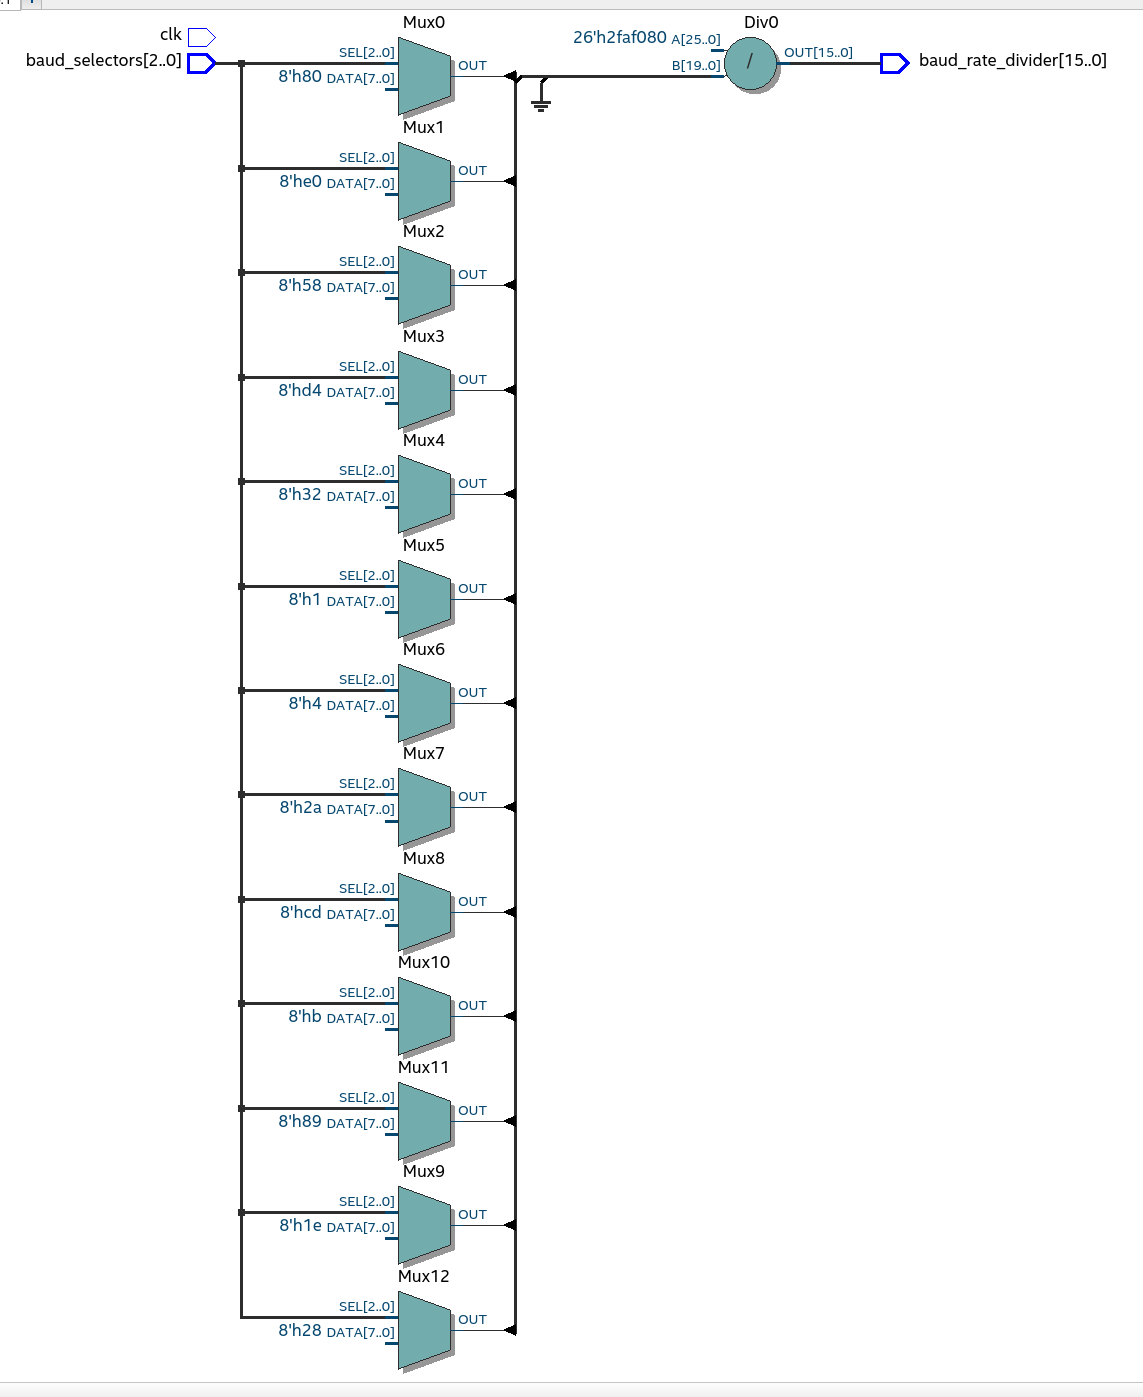 Mux0
Div0
clk
baud_selectors[2..0]
SEL[2..0]
8'h80 DATA[7..0]
OUT
26'h2faf080 A[25..0]
B[19..0]
/
OUT[15..0]
baud_rate_divider[15..0]
Mux1
SEL[2..0]
8'he0 DATA[7..0]
OUT
Mux2
SEL[2..0]
8'h58 DATA[7..0]
OUT
Mux3
SEL[2..0]
8'hd4 DATA[7..0]
OUT
Mux4
SEL[2..0]
8'h32 DATA[7..0]
OUT
Mux5
SEL[2..0]
8'h1 DATA[7..0]
OUT
Mux6
SEL[2..0]
8'h4 DATA[7..0]
OUT
Mux7
SEL[2..0]
8'h2a DATA[7..0]
OUT
Mux8
SEL[2..0]
8'hcd DATA[7..0]
OUT
Mux10
SEL[2..0]
8'hb DATA[7..0]
OUT
Mux11
SEL[2..0]
8'h89 DATA[7..0]
OUT
Mux9
SEL[2..0]
8'h1e DATA[7..0]
OUT
Mux12
SEL[2..0]
8'h28 DATA[7..0]
OUT